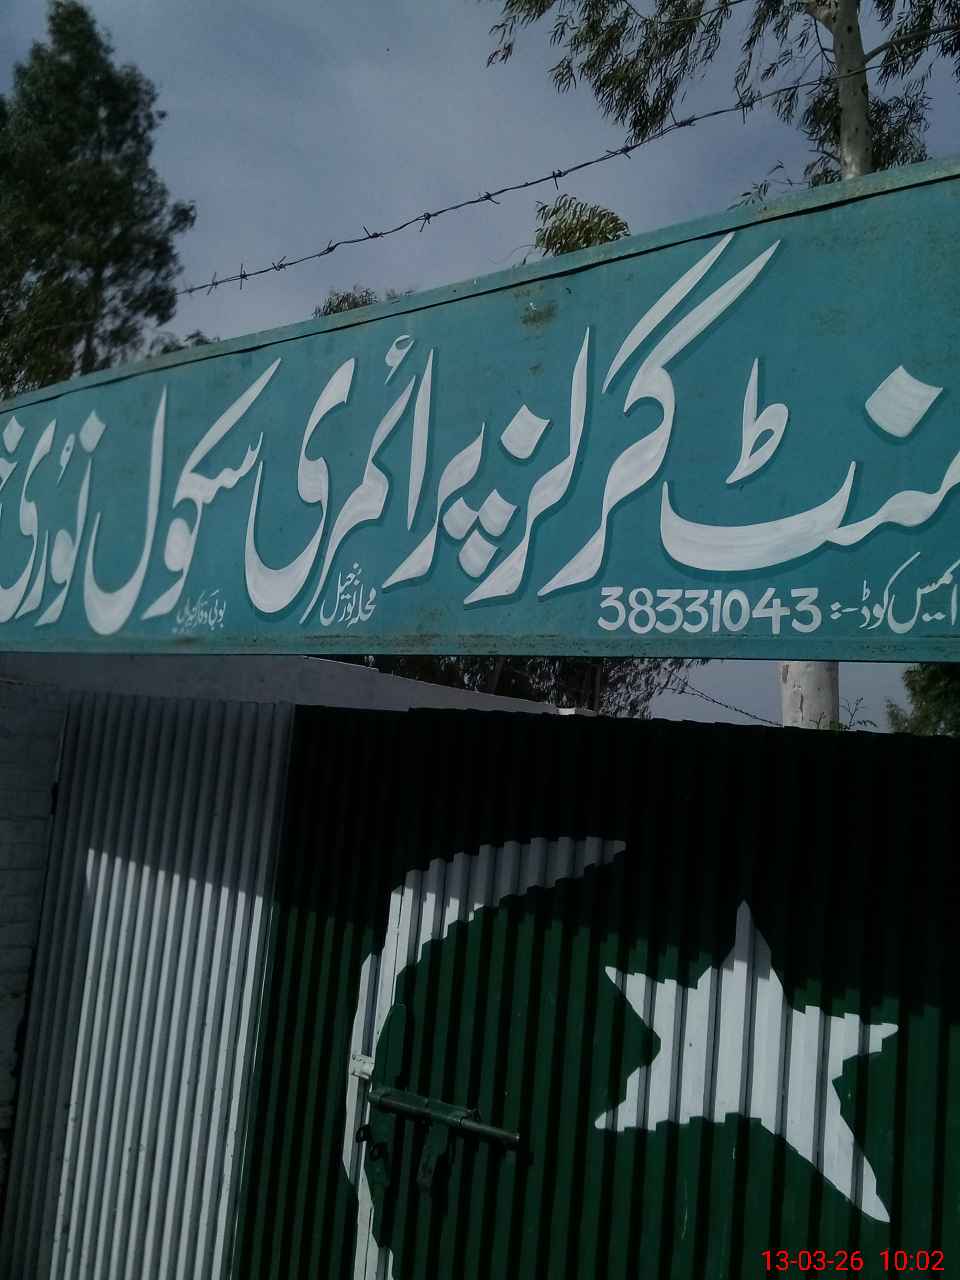 منٹ گرلز پرائمری سکول نوری خ
ایمیس کوڈ:- 38331043
محلہ نور خیل
13-03-26 10:02